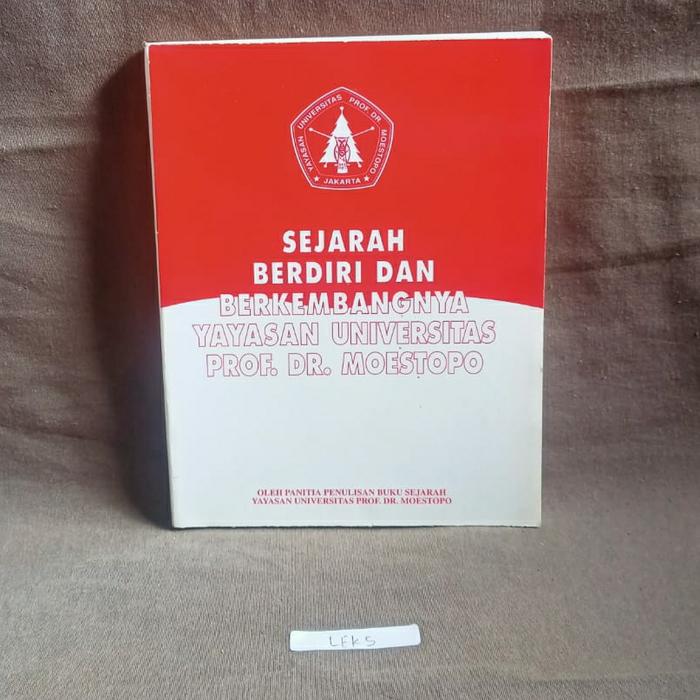 YAYASAN UNIVERSITAS PROF. DR. MOESTOPO
★ JAKARTA ★
SEJARAH
BERDIRI DAN
BERKEMBANGNYA
YAYASAN UNIVERSITAS
PROF. DR. MOESTOPO
OLEH PANITIA PENULISAN BUKU SEJARAH
YAYASAN UNIVERSITAS PROF. DR. MOESTOPO
LEKS